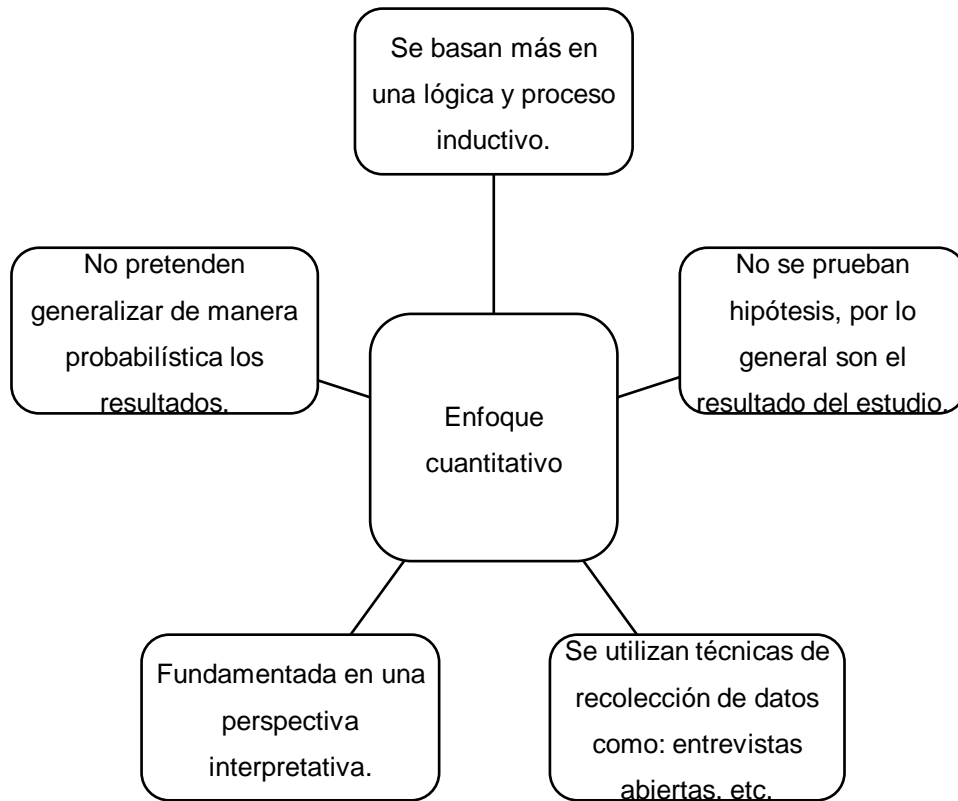 Se basan más en
una lógica y proceso
inductivo.
No pretenden
generalizar de manera
probabilística los
resultados.
No se prueban
hipótesis, por lo
general son el
resultado del estudio.
Enfoque
cuantitativo
Fundamentada en una
perspectiva
interpretativa.
Se utilizan técnicas de
recolección de datos
como: entrevistas
abiertas, etc.